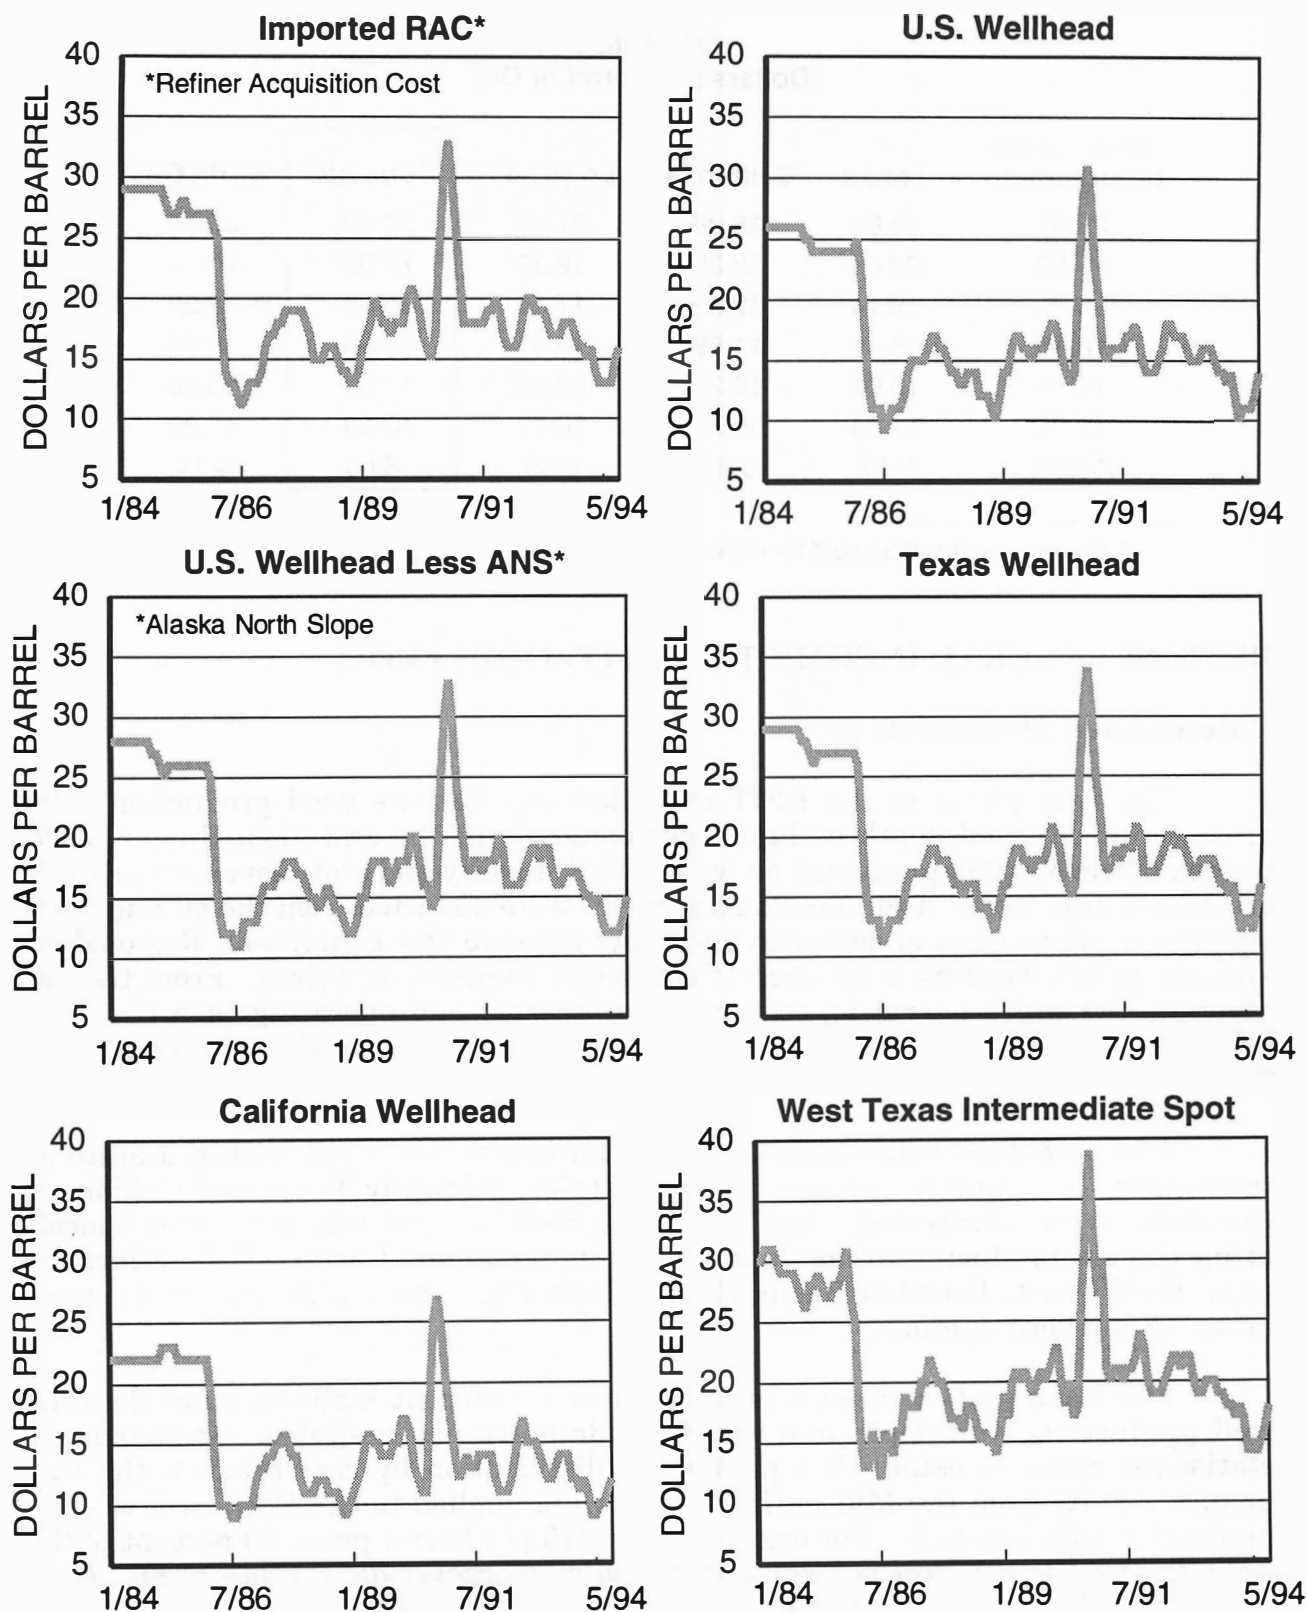 Imported RAC*
*Refiner Acquisition Cost
DOLLARS PER BARREL
40
35
30
25
20
15
10
5
1/84 7/86 1/89 7/91 5/94
U.S. Wellhead
DOLLARS PER BARREL
40
35
30
25
20
15
10
5
1/84 7/86 1/89 7/91 5/94
U.S. Wellhead Less ANS*
*Alaska North Slope
DOLLARS PER BARREL
40
35
30
25
20
15
10
5
1/84 7/86 1/89 7/91 5/94
Texas Wellhead
DOLLARS PER BARREL
40
35
30
25
20
15
10
5
1/84 7/86 1/89 7/91 5/94
California Wellhead
DOLLARS PER BARREL
40
35
30
25
20
15
10
5
1/84 7/86 1/89 7/91 5/94
West Texas Intermediate Spot
DOLLARS PER BARREL
40
35
30
25
20
15
10
5
1/84 7/86 1/89 7/91 5/94